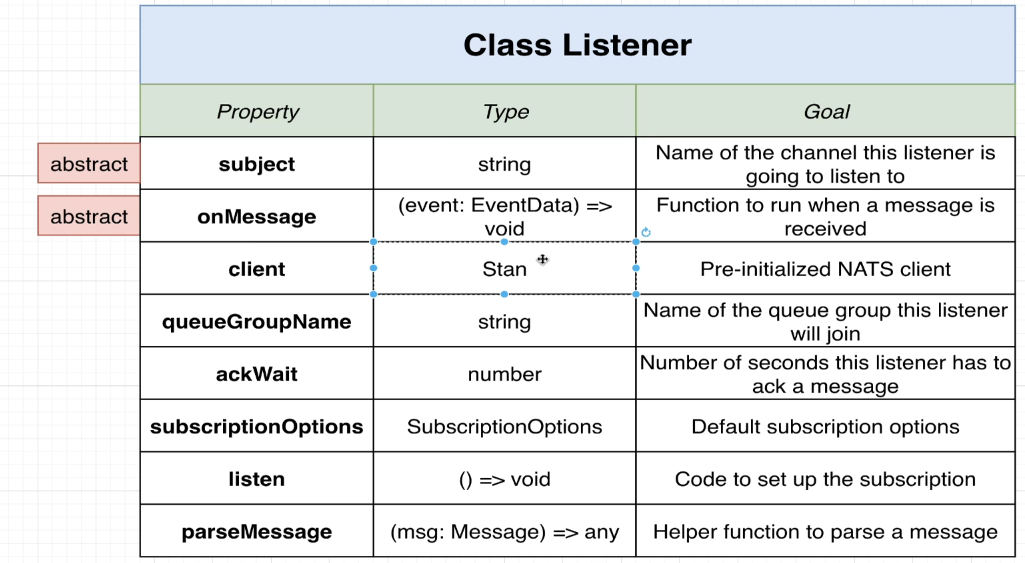 Class Listener
Property Type Goal
abstract subject string Name of the channel this listener is
going to listen to
abstract onMessage (event: EventData) =>
void Function to run when a message is
received
client Stan Pre-initialized NATS client
queueGroupName string Name of the queue group this listener
will join
ackWait number Number of seconds this listener has to
ack a message
subscriptionOptions SubscriptionOptions Default subscription options
listen () => void Code to set up the subscription
parseMessage (msg: Message) => any Helper function to parse a message